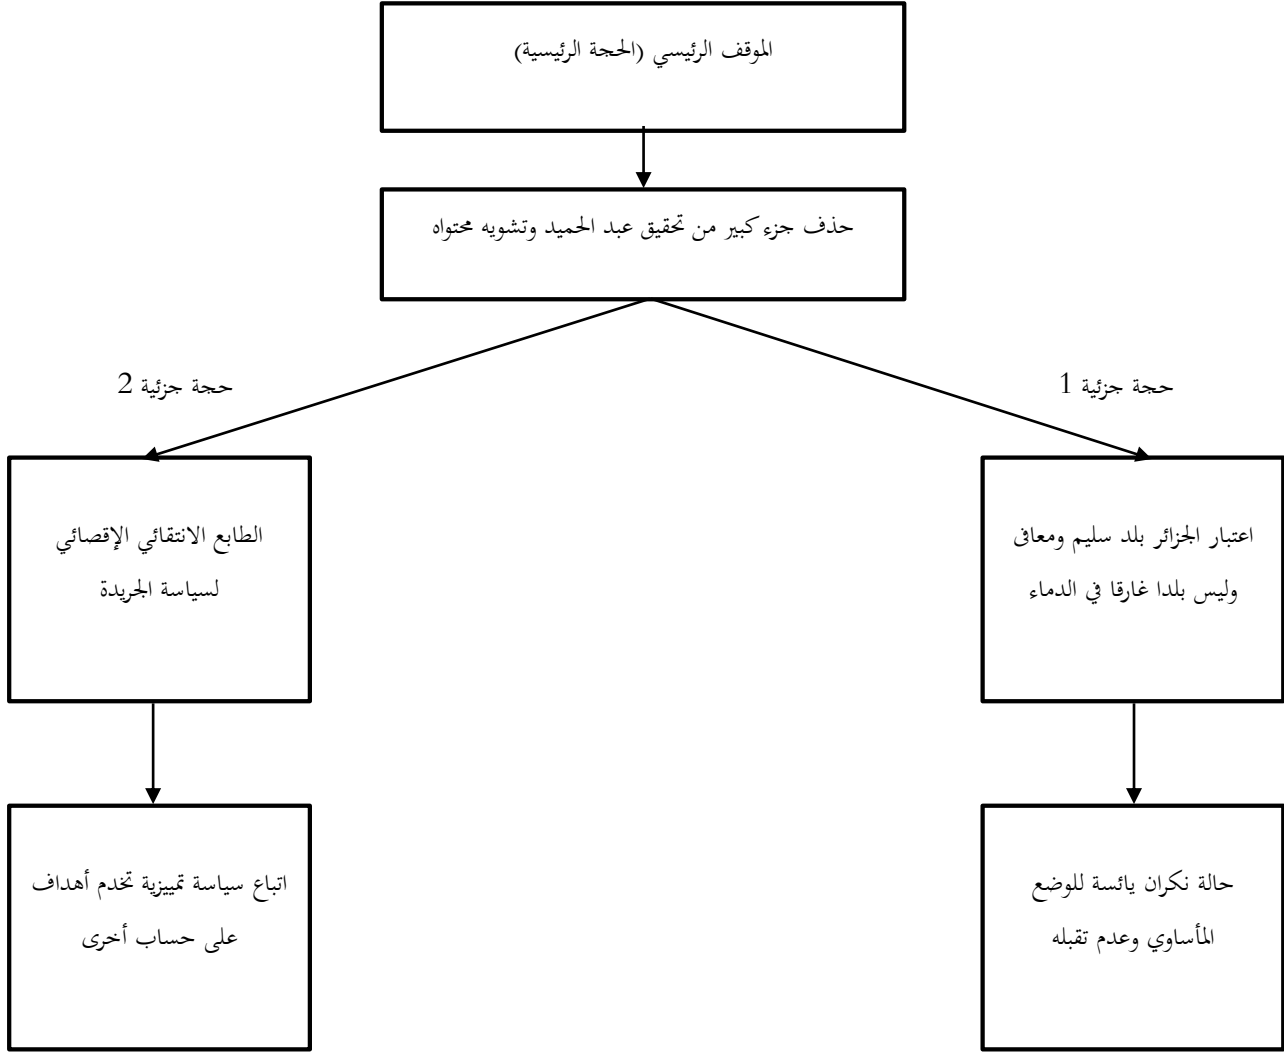 الموقف الرئيسي (الحجة الرئيسية)
حذف جزء كبير من تحقيق عبد الحميد وتشويه محتواه
حجة جزئية 1
حجة جزئية 2
اعتبار الجزائر بلد سليم ومعافى
وليس بلدا غارقا في الدماء
الطابع الانتقائي الإقصائي
لسياسة الجريدة
حالة نكران يائسة للوضع
المأساوي وعدم تقبله
اتباع سياسة تمييزية تخدم أهداف
على حساب أخرى